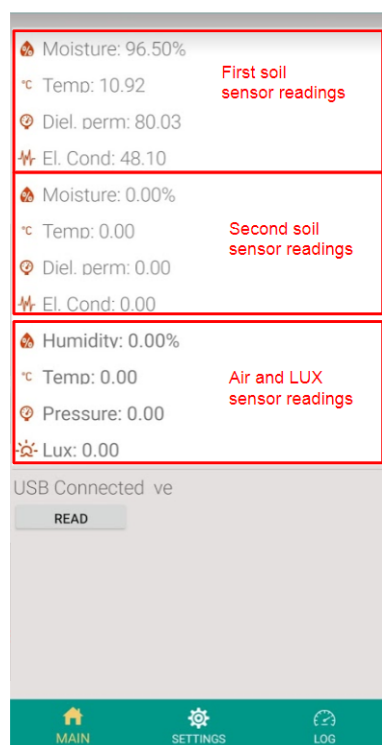 Moisture: 96.50%
°C Temp: 10.92
Diel. perm: 80.03
El. Cond: 48.10
First soil
sensor readings
Moisture: 0.00%
°C Temp: 0.00
Diel. perm: 0.00
El. Cond: 0.00
Second soil
sensor readings
Humidity: 0.00%
°C Temp: 0.00
Pressure: 0.00
Lux: 0.00
Air and LUX
sensor readings
USB Connected ve
READ
MAIN SETTINGS LOG